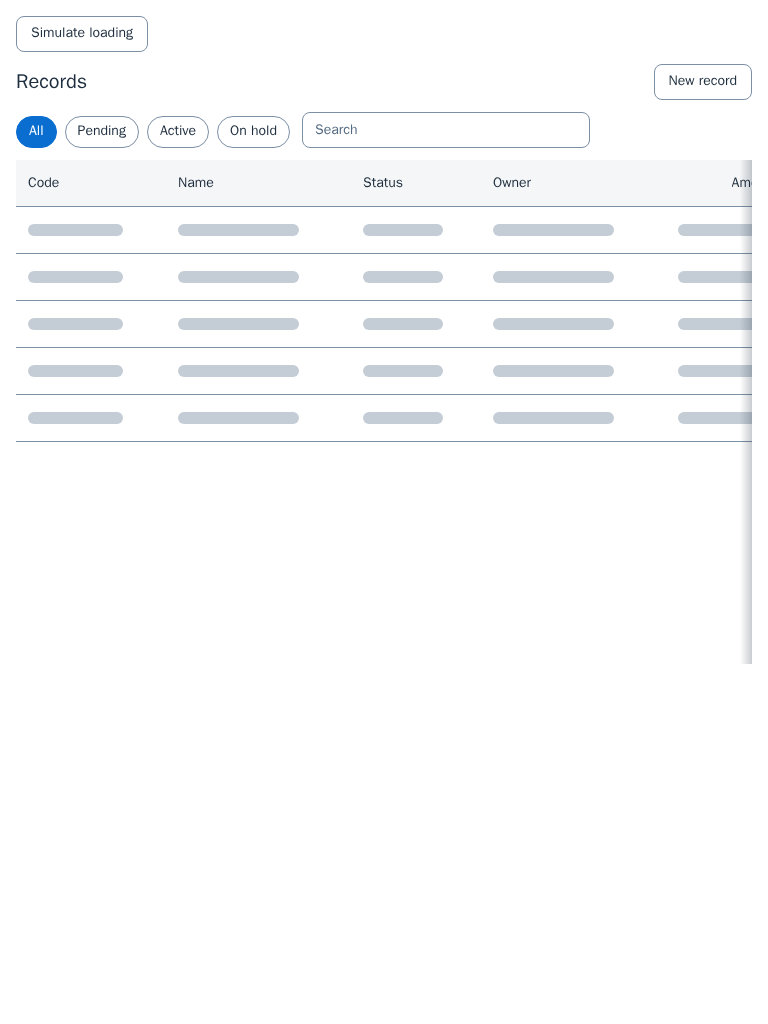 Simulate loading
Records
New record
All
Pending
Active
On hold
Search
Code
Name
Status
Owner